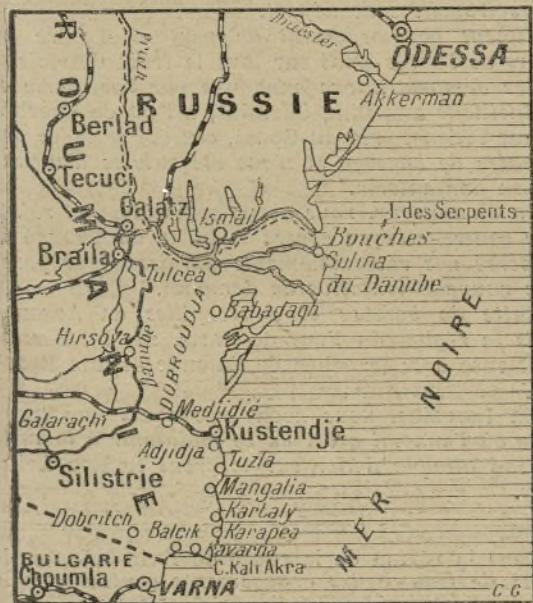 Dniester
ODESSA
Pruth
RUSSIE
Akkerman
Berlad
ROUMANIE
Tecuci
Galatz
Ismaïl
I. des Serpents
Bouches
Braïla
Sulina
Tulcea
du Danube
Babadagh
DOBROUDJA
NOIRE
Hirsova
Danube
Medjidié
Galarachi
Kustendjé
Adjidja
Silistrie
Tuzla
Mangalia
Kartaly
Dobritch
Balcik
Karapea
Kavarna
MER
BULGARIE
C. Kali Akra
Choumla
VARNA
C G